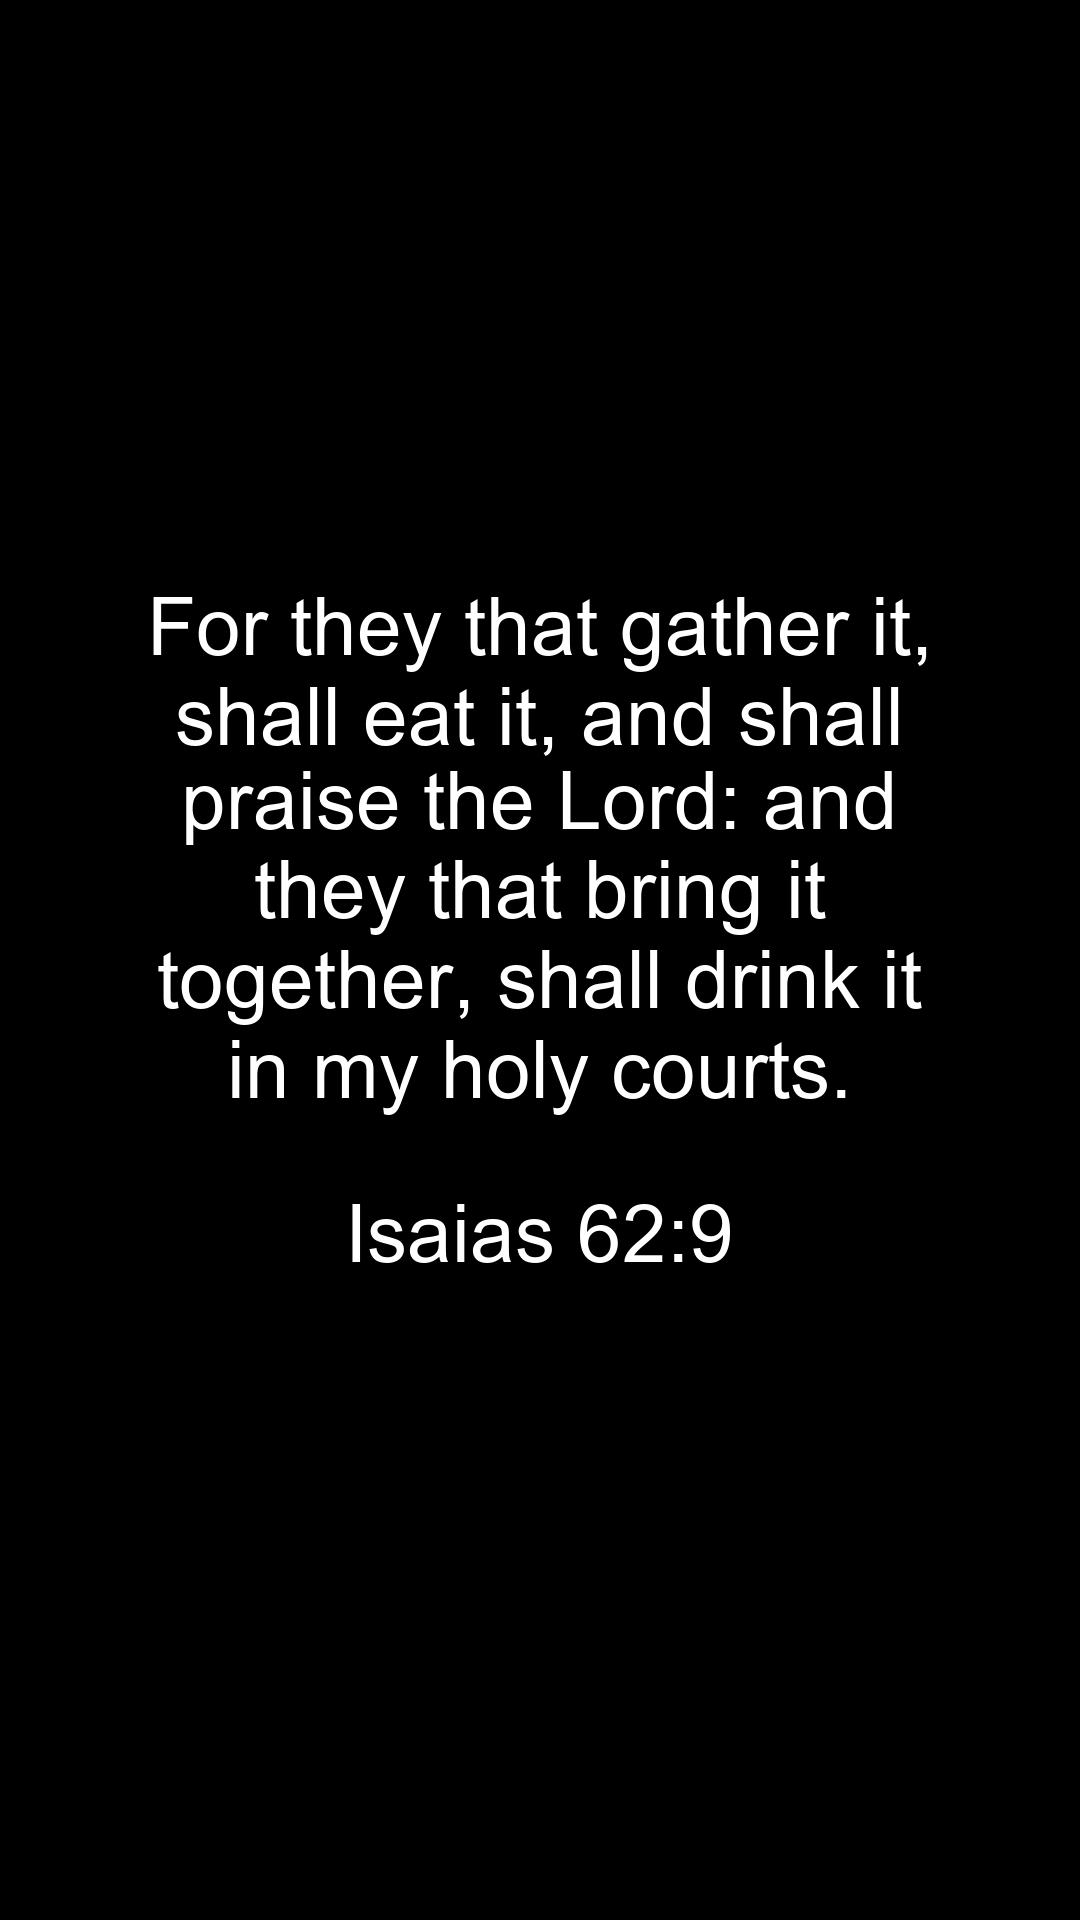 For they that gather it,
shall eat it, and shall
praise the Lord: and
they that bring it
together, shall drink it
in my holy courts.
Isaias 62:9